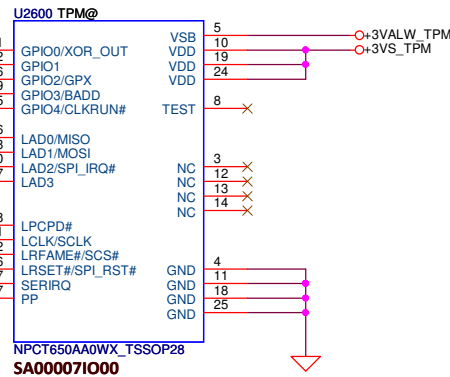 U2600 TPM@
5
VSB
+3VALW_TPM
10
GPIO0/XOR_OUT
VDD
+3VS_TPM
19
GPIO1
VDD
24
GPIO2/GPX
VDD
GPIO3/BADD
8
GPIO4/CLKRUN#
TEST
LAD0/MISO
LAD1/MOSI
3
LAD2/SPI_IRQ#
NC
12
LAD3
NC
13
NC
14
NC
LPCPD#
LCLK/SCLK
LRFAME#/SCS#
4
LRSET#/SPI_RST#
GND
11
SERIRQ
GND
18
PP
GND
25
GND
NPCT650AA0WX_TSSOP28
SA00007IO00